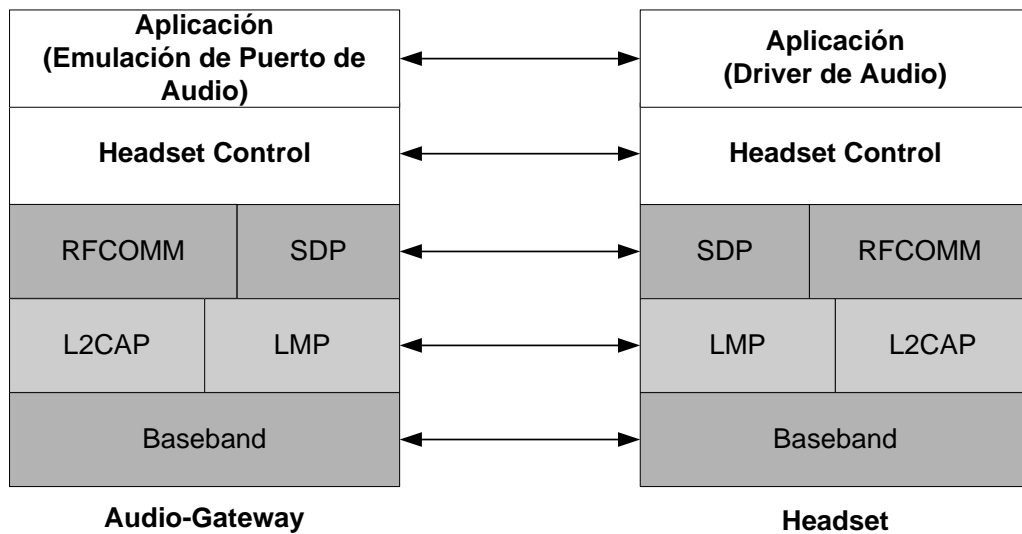 Aplicación
(Emulación de Puerto de
Audio)
Aplicación
(Driver de Audio)
Headset Control
Headset Control
RFCOMM
SDP
SDP
RFCOMM
L2CAP
LMP
LMP
L2CAP
Baseband
Baseband
Audio-Gateway
Headset